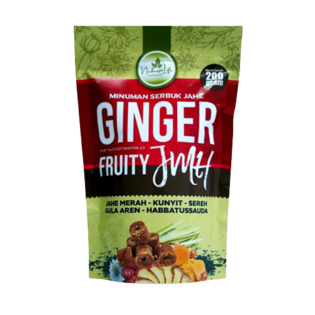 200
MINUMAN SERBUK JAHE
GINGER
FRUITY JMH
JAHE MERAH - KUNYIT - SEREH
GULA AREN - HABBATUSSAUDA